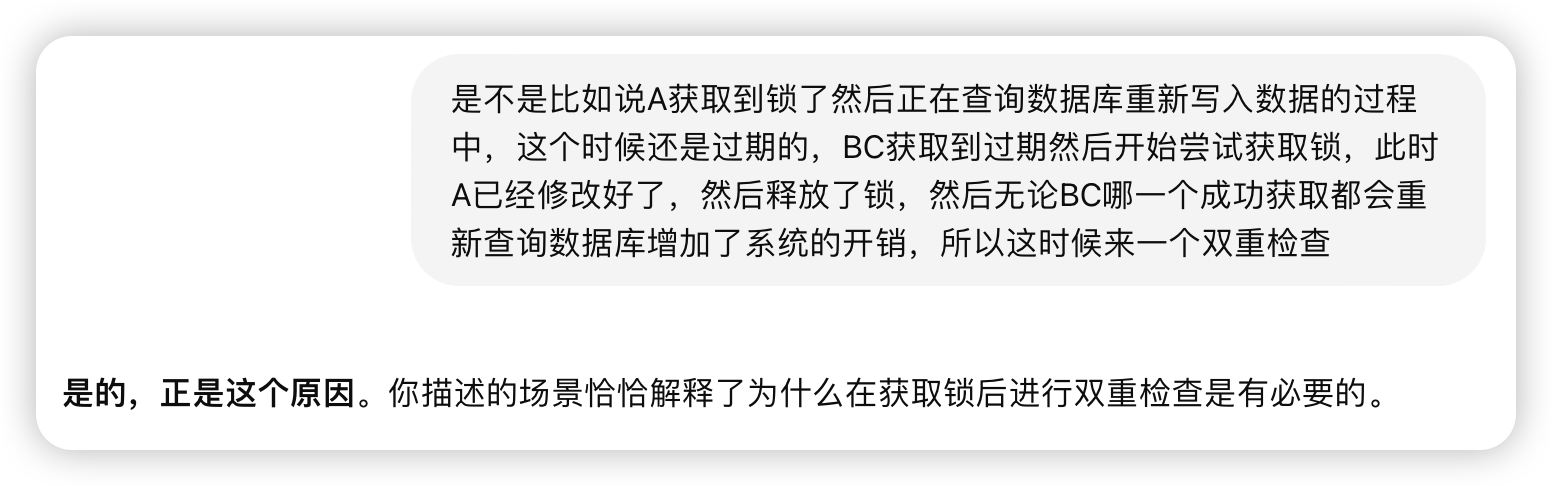 是不是比如说A获取到锁了然后正在查询数据库重新写入数据的过程
中，这个时候还是过期的，BC获取到过期然后开始尝试获取锁，此时
A已经修改好了，然后释放了锁，然后无论BC哪一个成功获取都会重
新查询数据库增加了系统的开销，所以这时候来一个双重检查
是的，正是这个原因。你描述的场景恰恰解释了为什么在获取锁后进行双重检查是有必要的。